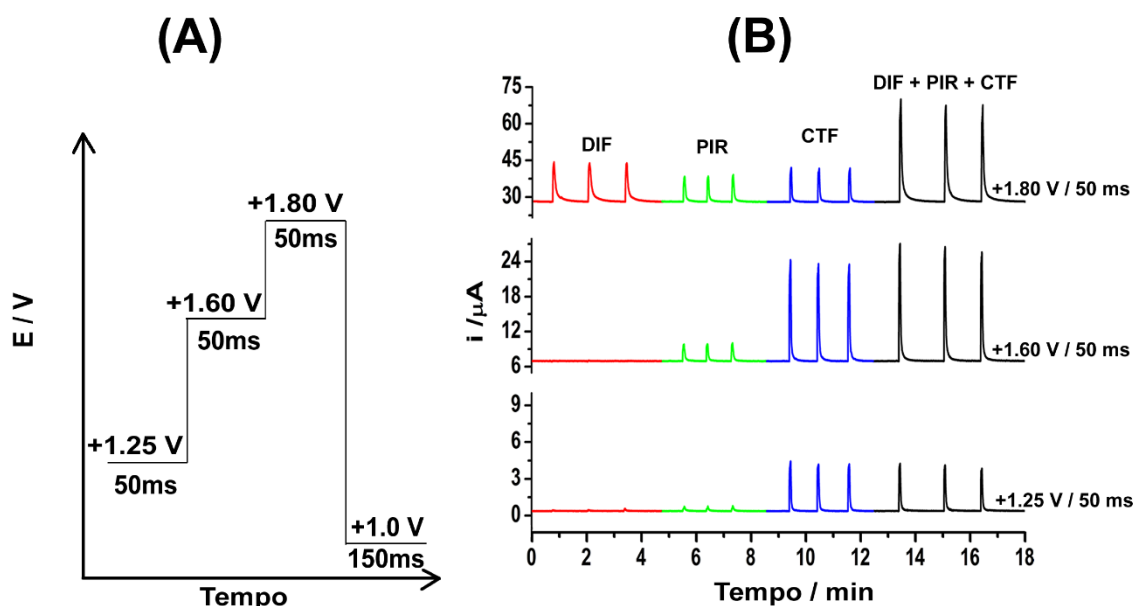 (A)
E / V
+1.25 V
50ms
+1.60 V
50ms
+1.80 V
50ms
+1.0 V
150ms
Tempo
(B)
i /µA
75
60
45
30
DIF
PIR
CTF
DIF + PIR + CTF
+1.80 V / 50 ms
24
18
12
6
+1.60 V / 50 ms
9
6
3
0
+1.25 V / 50 ms
0 2 4 6 8 10 12 14 16 18
Tempo / min